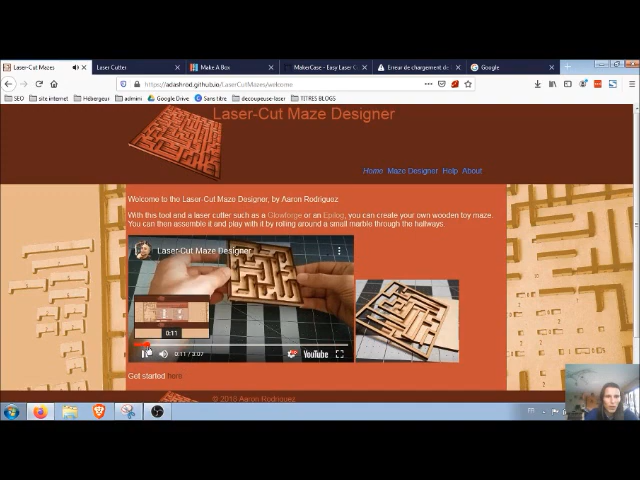 Laser-Cut Mazes
Laser Cutter
Make A Box
MakerCase - Easy Laser C
Erreur de chargement de
Google
https://adashrod.github.io/LaserCutMazes/welcome
SEO
site internet
Hébergeur
admini
Google Drive
Sans titre
decoupeuse-laser
TITRES BLOGS
Laser-Cut Maze Designer
Home Maze Designer Help About
Welcome to the Laser-Cut Maze Designer, by Aaron Rodriguez
With this tool and a laser cutter such as a Glowforge or an Epilog, you can create your own wooden toy maze.
You can then assemble it and play with it by rolling around a small marble through the hallways.
Laser-Cut Maze Designer
0:11
0:11 / 2:07
YouTube
Get started here
© 2018 Aaron Rodriguez